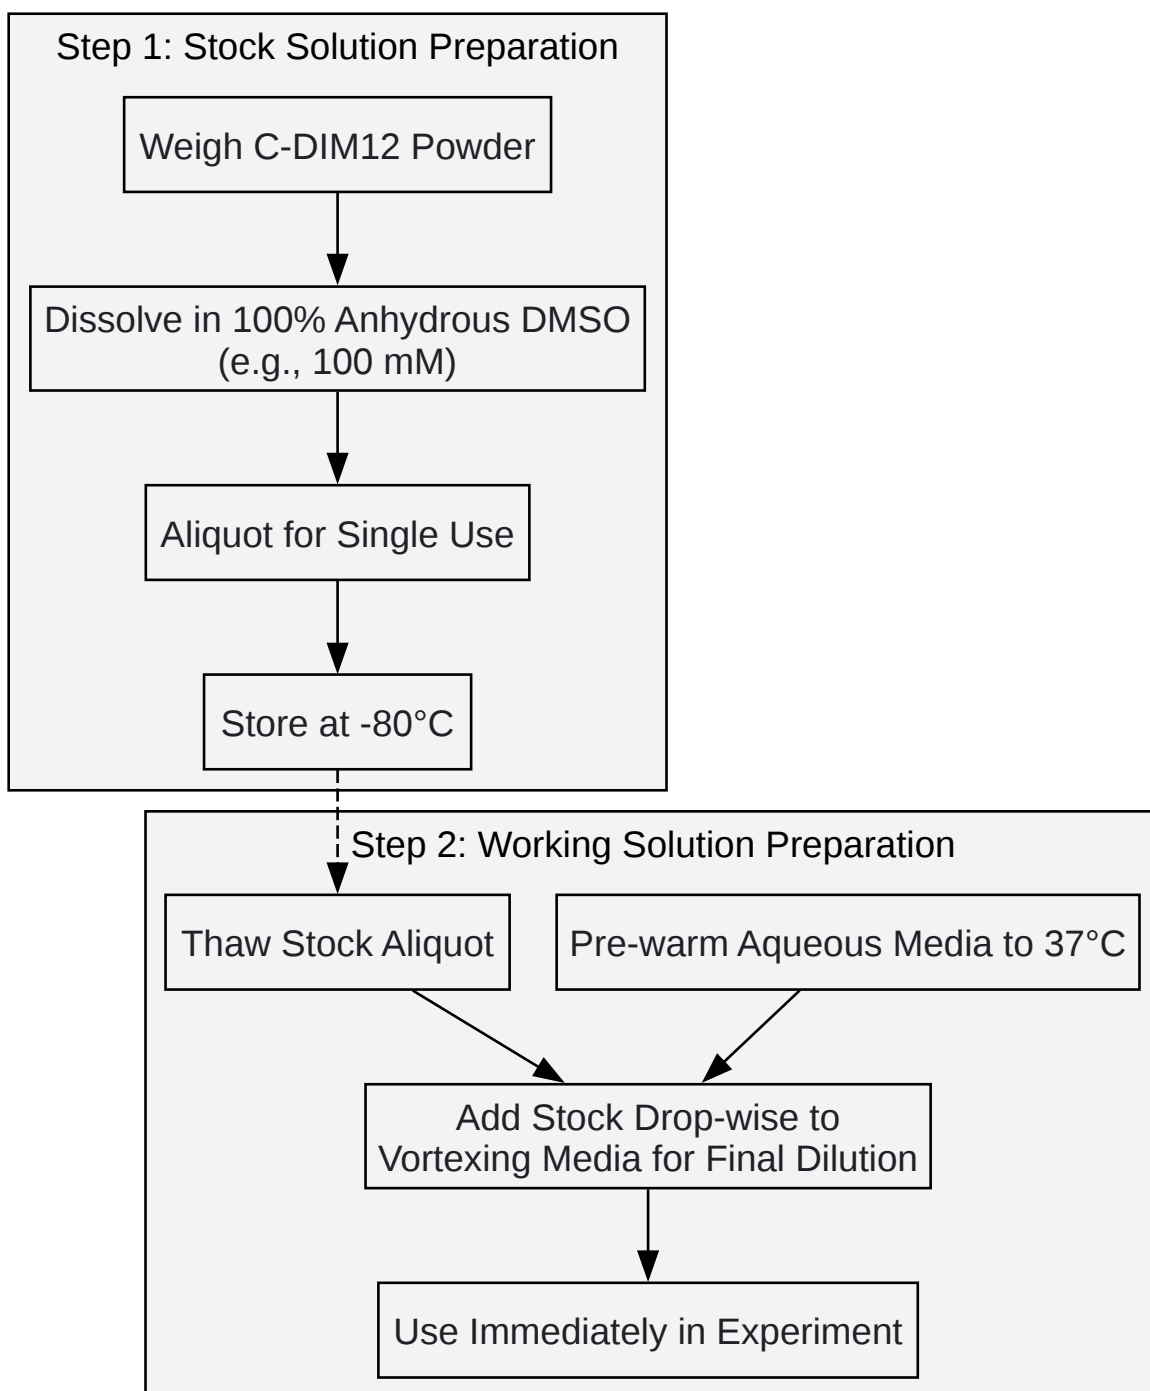 Step 1: Stock Solution Preparation
Weigh C-DIM12 Powder
Dissolve in 100% Anhydrous DMSO
(e.g., 100 mM)
Aliquot for Single Use
Store at -80°C
Step 2: Working Solution Preparation
Thaw Stock Aliquot
Pre-warm Aqueous Media to 37°C
Add Stock Drop-wise to
Vortexing Media for Final Dilution
Use Immediately in Experiment